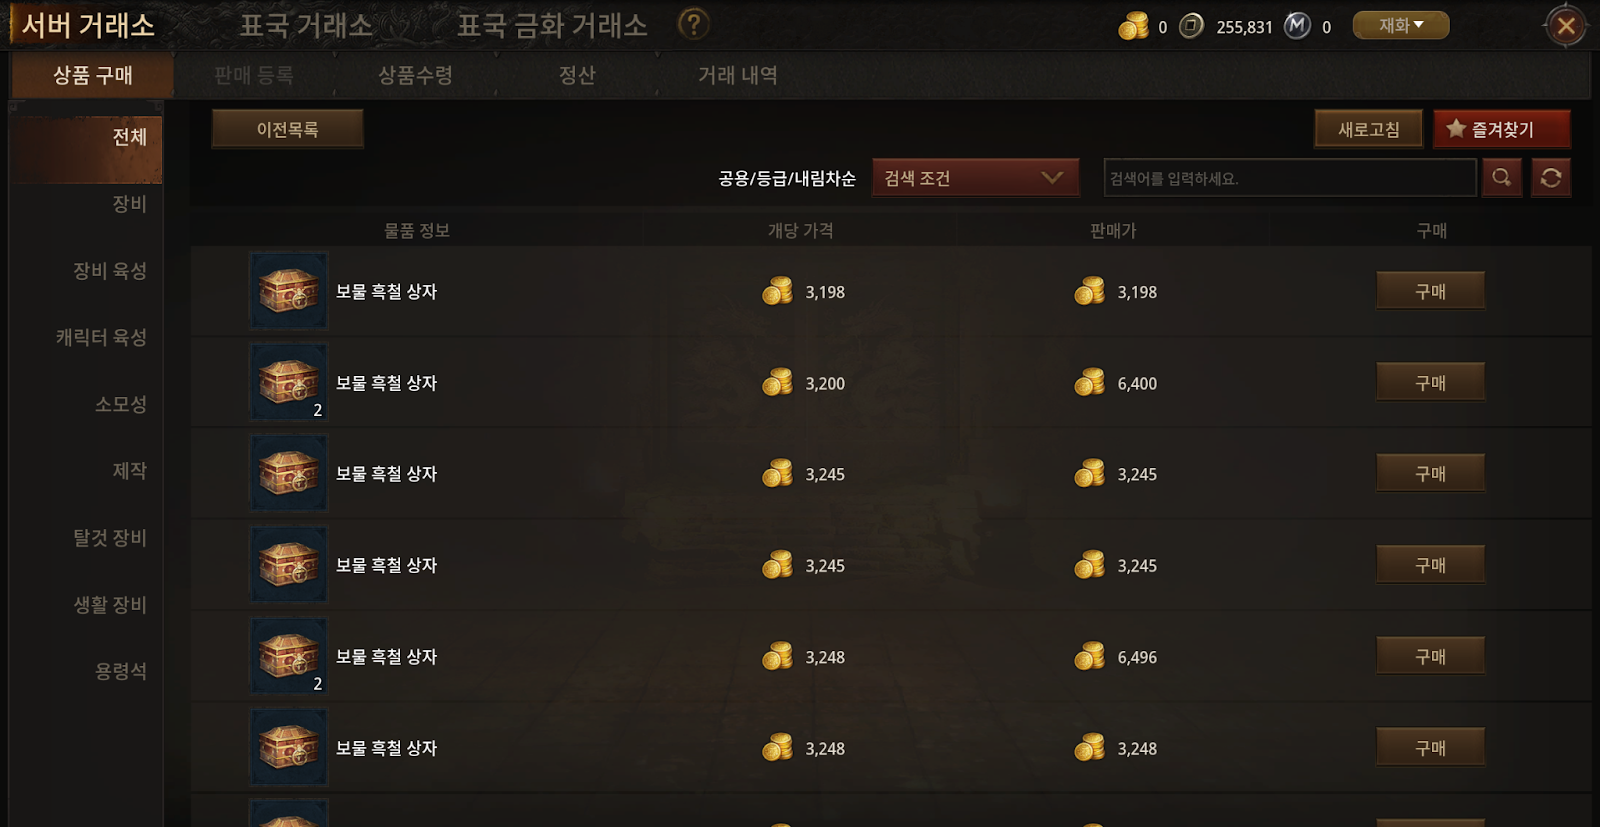 서버 거래소 표국 거래소 표국 금화 거래소 ? 0 255,831 M 0 재화▼
상품 구매 판매 등록 상품수령 정산 거래 내역
전체
장비
장비 육성
캐릭터 육성
소모성
제작
탈것 장비
생활 장비
용령석
이전목록 새로고침 즐겨찾기
공용/등급/내림차순 검색 조건 검색어를 입력하세요.
물품 정보 개당 가격 판매가 구매
보물 흑철 상자 3,198 3,198 구매
2 보물 흑철 상자 3,200 6,400 구매
보물 흑철 상자 3,245 3,245 구매
보물 흑철 상자 3,245 3,245 구매
2 보물 흑철 상자 3,248 6,496 구매
보물 흑철 상자 3,248 3,248 구매